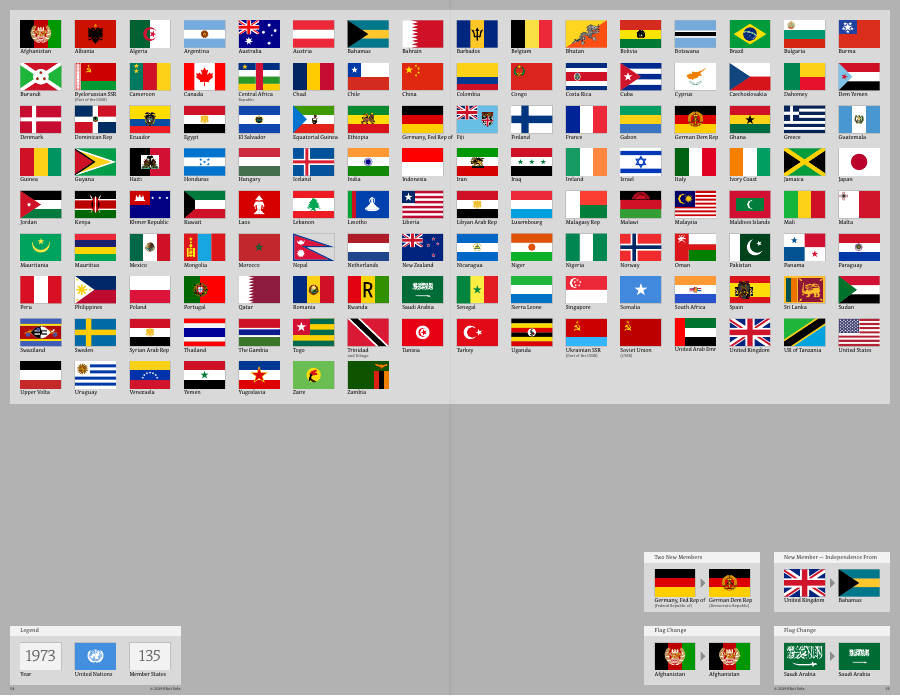 Afghanistan Albania Algeria Argentina Australia Austria Bahamas Bahrain Barbados Belgium Bhutan Bolivia Botswana Brazil Bulgaria Burma
Burundi Byelorussian SSR Cameroon Canada Central Africa Chad Chile China Colombia Congo Costa Rica Cuba Cyprus Czechoslovakia Dahomey Dem Yemen
(Part of the USSR) Republic
Denmark Dominican Rep Ecuador Egypt El Salvador Equatorial Guinea Ethiopia Germany, Fed Rep of Fiji Finland France Gabon German Dem Rep Ghana Greece Guatemala
Guinea Guyana Haiti Honduras Hungary Iceland India Indonesia Iran Iraq Ireland Israel Italy Ivory Coast Jamaica Japan
Jordan Kenya Khmer Republic Kuwait Laos Lebanon Lesotho Liberia Libyan Arab Rep Luxembourg Malagasy Rep Malawi Malaysia Maldives Islands Mali Malta
Mauritania Mauritius Mexico Mongolia Morocco Nepal Netherlands New Zealand Nicaragua Niger Nigeria Norway Oman Pakistan Panama Paraguay
Peru Philippines Poland Portugal Qatar Romania Rwanda Saudi Arabia Senegal Sierra Leone Singapore Somalia South Africa Spain Sri Lanka Sudan
Swaziland Sweden Syrian Arab Rep Thailand The Gambia Togo Trinidad Tunisia Turkey Uganda Ukrainian SSR Soviet Union United Arab Emr United Kingdom UR of Tanzania United States
and Tobago (Part of the USSR) (USSR)
Upper Volta Uruguay Venezuela Yemen Yugoslavia Zaire Zambia
Two New Members New Member — Independence From
Germany, Fed Rep of German Dem Rep United Kingdom Bahamas
(Federal Republic of) (Democratic Republic)
Legend Flag Change Flag Change
1973 135
Year United Nations Member States Afghanistan Afghanistan Saudi Arabia Saudi Arabia